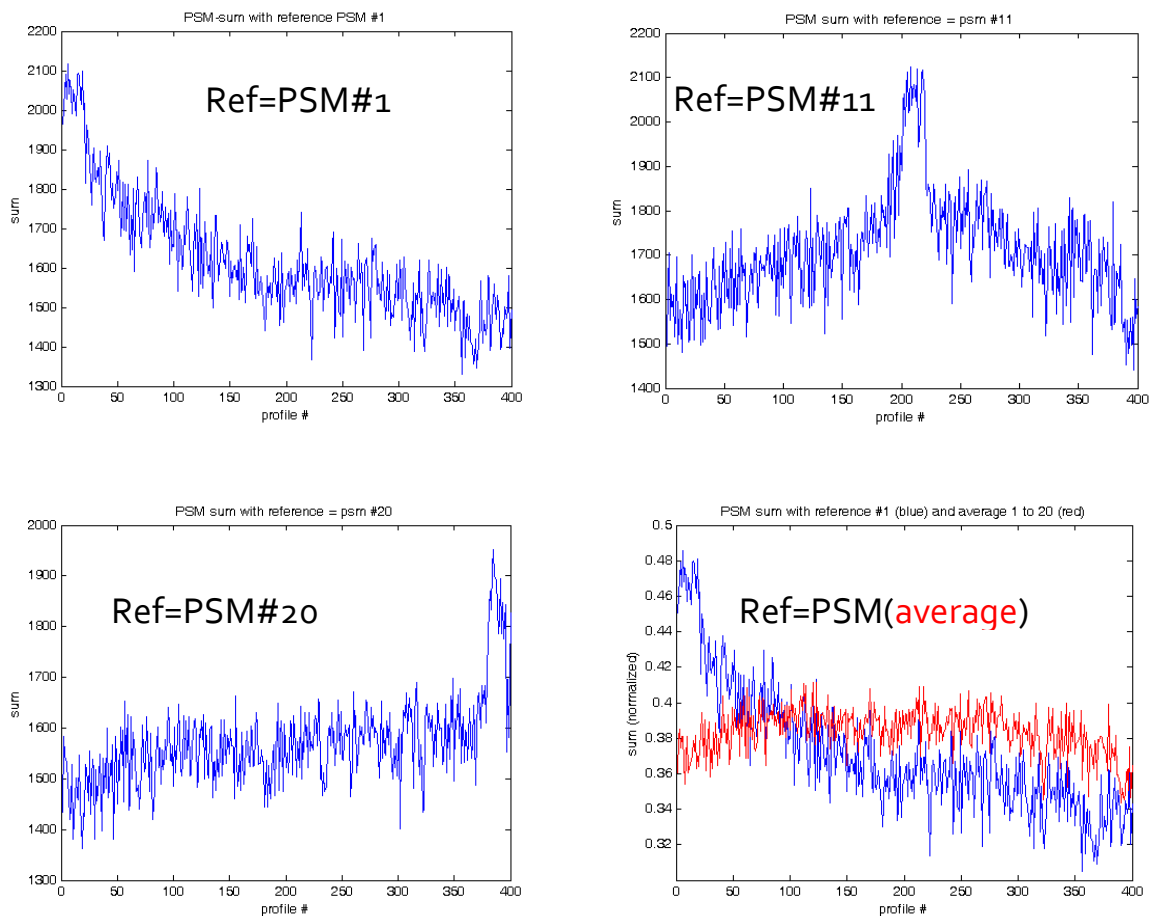 PSM-sum with reference PSM #1
2200
2100
2000
1900
1800
1700
1600
1500
1400
1300
sum
Ref=PSM#1
0 50 100 150 200 250 300 350 400
profile #
PSM sum with reference = psm #11
2200
2100
2000
1900
1800
1700
1600
1500
1400
sum
Ref=PSM#11
0 50 100 150 200 250 300 350 400
profile #
PSM sum with reference = psm #20
2000
1900
1800
1700
1600
1500
1400
1300
sum
Ref=PSM#20
0 50 100 150 200 250 300 350 400
profile #
PSM sum with reference #1 (blue) and average 1 to 20 (red)
0.5
0.48
0.46
0.44
0.42
0.4
0.38
0.36
0.34
0.32
sum (normalized)
Ref=PSM(average)
0 50 100 150 200 250 300 350 400
profile #